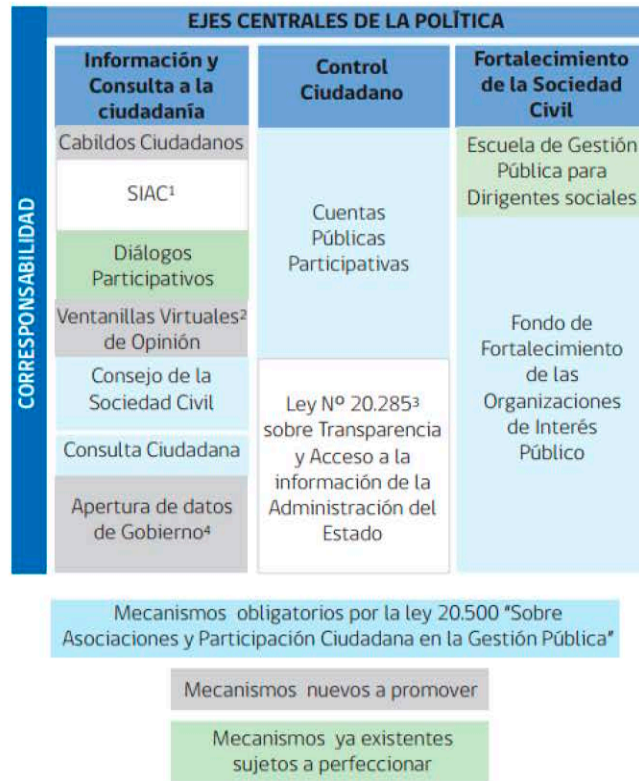 EJES CENTRALES DE LA POLÍTICA
CORRESPONSABILIDAD
Información y
Consulta a la
ciudadanía
Cabildos Ciudadanos
SIAC¹
Diálogos
Participativos
Ventanillas Virtuales²
de Opinión
Consejo de la
Sociedad Civil
Consulta Ciudadana
Apertura de datos
de Gobierno⁴
Control
Ciudadano
Cuentas
Públicas
Participativas
Ley Nº 20.285³
sobre Transparencia
y Acceso a la
información de la
Administración del
Estado
Fortalecimiento
de la Sociedad
Civil
Escuela de Gestión
Pública para
Dirigentes sociales
Fondo de
Fortalecimiento
de las
Organizaciones
de Interés
Público
Mecanismos obligatorios por la ley 20.500 "Sobre
Asociaciones y Participación Ciudadana en la Gestión Pública"
Mecanismos nuevos a promover
Mecanismos ya existentes
sujetos a perfeccionar